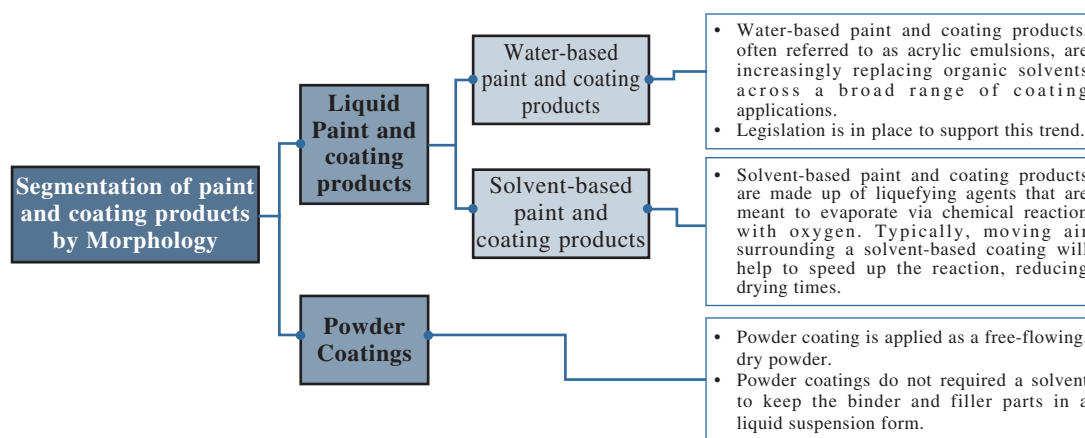 Segmentation of paint
and coating products
by Morphology
Liquid
Paint and
coating
products
Powder
Coatings
Water-based
paint and coating
products
Solvent-based
paint and
coating products
• Water-based paint and coating products,
often referred to as acrylic emulsions, are
increasingly replacing organic solvents
across a broad range of coating
applications.
• Legislation is in place to support this trend.
• Solvent-based paint and coating products
are made up of liquefying agents that are
meant to evaporate via chemical reaction
with oxygen. Typically, moving air
surrounding a solvent-based coating will
help to speed up the reaction, reducing
drying times.
• Powder coating is applied as a free-flowing,
dry powder.
• Powder coatings do not required a solvent
to keep the binder and filler parts in a
liquid suspension form.